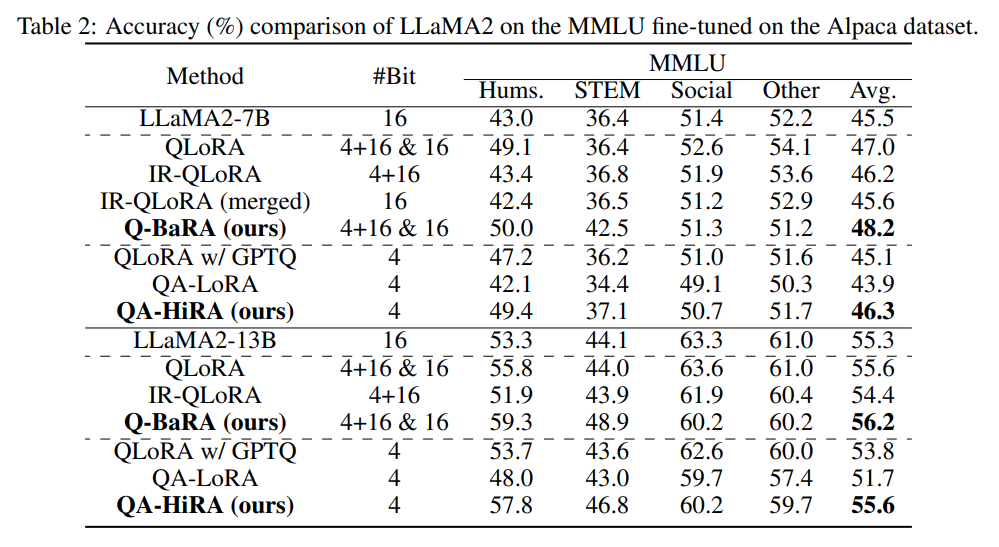 Table 2: Accuracy (%) comparison of LLaMA2 on the MMLU fine-tuned on the Alpaca dataset.
Method #Bit MMLU
Hums. STEM Social Other Avg.
LLaMA2-7B 16 43.0 36.4 51.4 52.2 45.5
QLoRA 4+16 & 16 49.1 36.4 52.6 54.1 47.0
IR-QLoRA 4+16 43.4 36.8 51.9 53.6 46.2
IR-QLoRA (merged) 16 42.4 36.5 51.2 52.9 45.6
Q-BaRA (ours) 4+16 & 16 50.0 42.5 51.3 51.2 48.2
QLoRA w/ GPTQ 4 47.2 36.2 51.0 51.6 45.1
QA-LoRA 4 42.1 34.4 49.1 50.3 43.9
QA-HiRA (ours) 4 49.4 37.1 50.7 51.7 46.3
LLaMA2-13B 16 53.3 44.1 63.3 61.0 55.3
QLoRA 4+16 & 16 55.8 44.0 63.6 61.0 55.6
IR-QLoRA 4+16 51.9 43.9 61.9 60.4 54.4
Q-BaRA (ours) 4+16 & 16 59.3 48.9 60.2 60.2 56.2
QLoRA w/ GPTQ 4 53.7 43.6 62.6 60.0 53.8
QA-LoRA 4 48.0 43.0 59.7 57.4 51.7
QA-HiRA (ours) 4 57.8 46.8 60.2 59.7 55.6